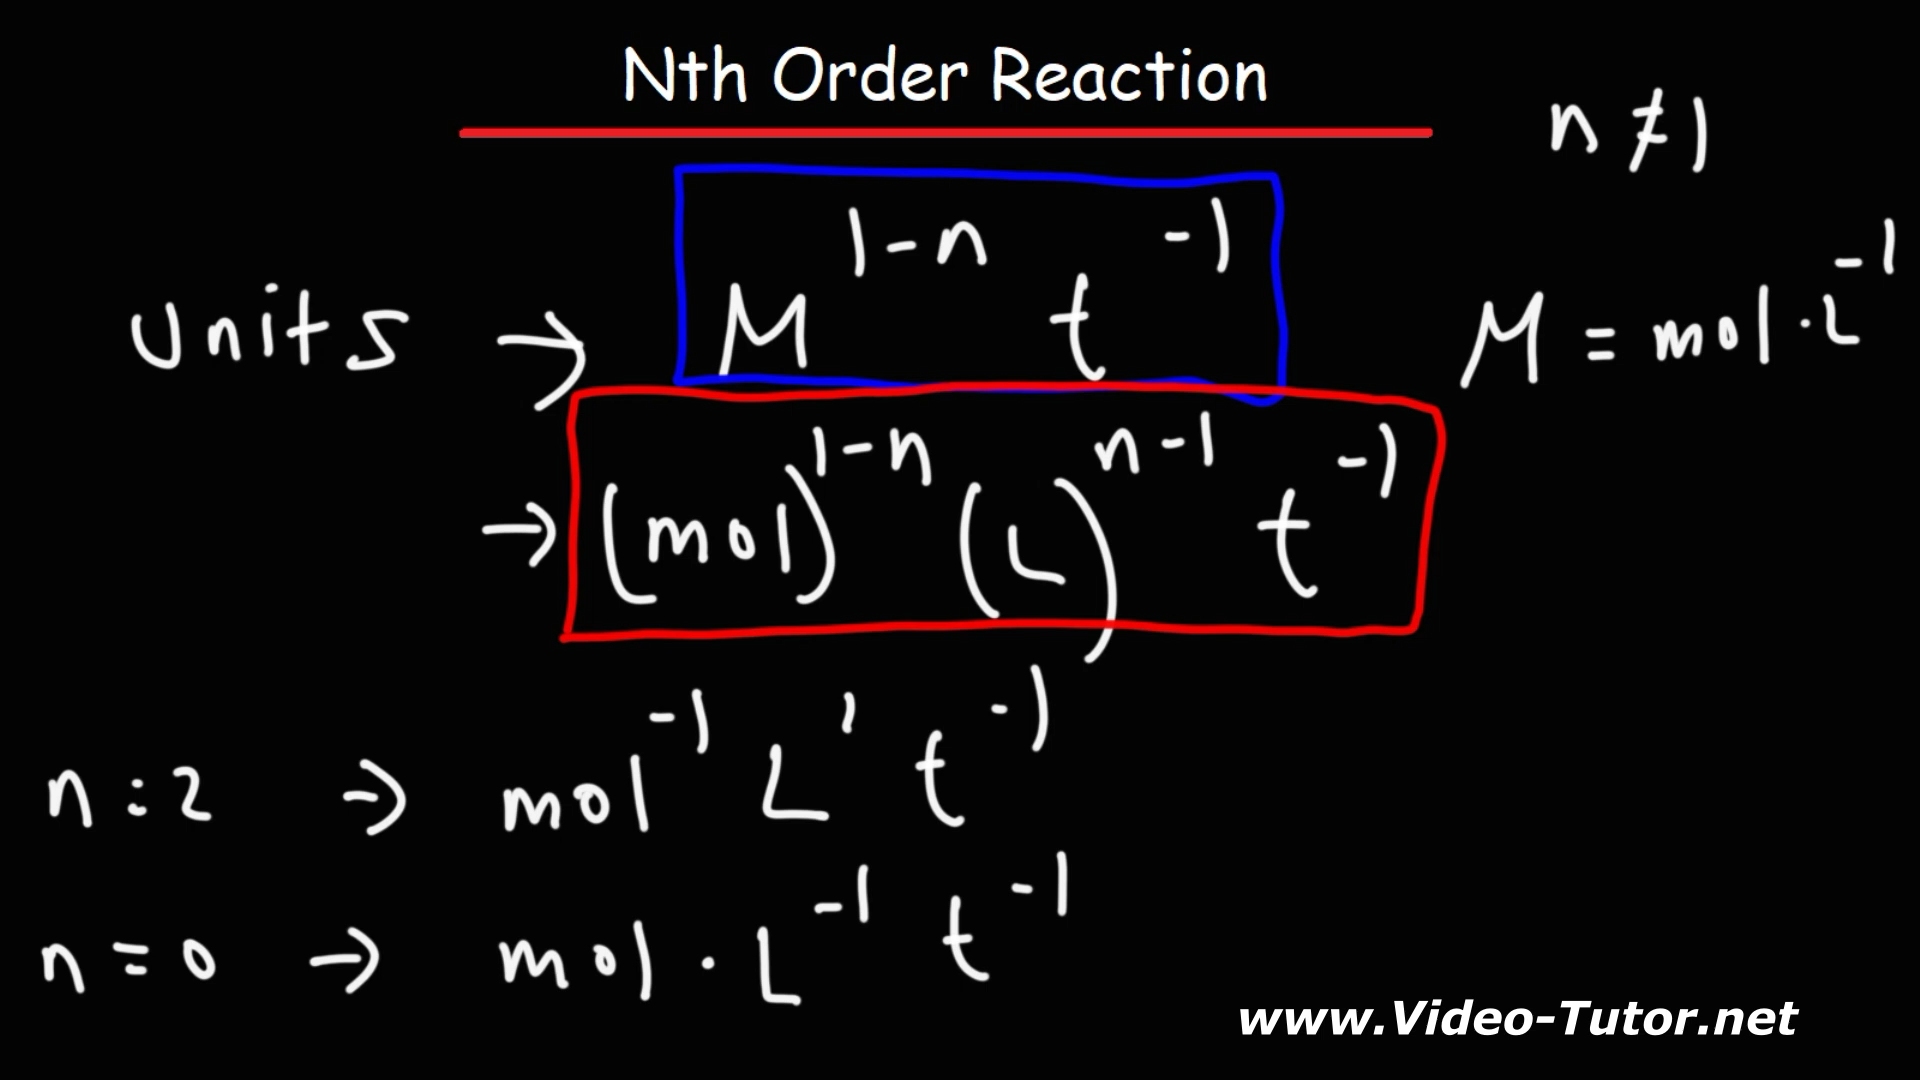 Nth Order Reaction
n ≠ 1
Units → M^(1-n) t^(-1)
M = mol · L^(-1)
→ (mol)^(1-n) (L)^(n-1) t^(-1)
n = 2 → mol^(-1) L^1 t^(-1)
n = 0 → mol · L^(-1) t^(-1)
www.Video-Tutor.net